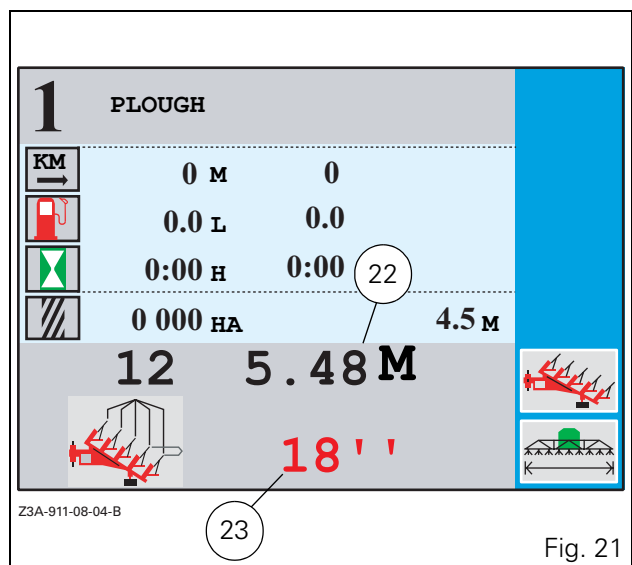 1 PLOUGH
KM 0 M 0
0.0 L 0.0
0:00 H 0:00
22
0 000 HA 4.5 M
12 5.48 M
18''
Z3A-911-08-04-B
23
Fig. 21